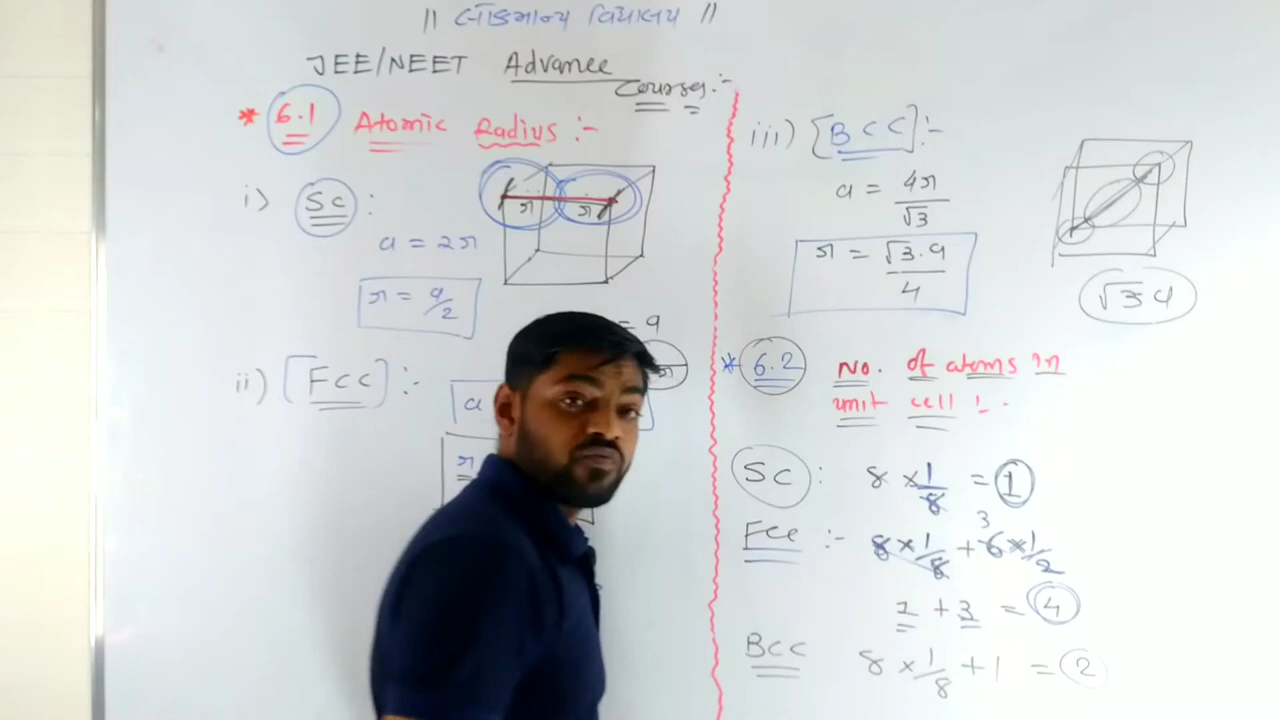 || લોકમાન્ય વિદ્યાલય ||
JEE/NEET Advance
Courses:-
* 6.1 Atomic Radius :-
i) SC :
a = 2r
r = a/2
r r
= a
ii) [FCC] :-
a
r
iii) [BCC] :-
a = 4r/√3
r = √3.a/4
√3 a
* 6.2 No. of atoms in
unit cell :-
SC : 8 × 1/8 = 1
FCC :- 8 × 1/8 + 6 × 1/2
3
1 + 3 = 4
BCC 8 × 1/8 + 1 = 2